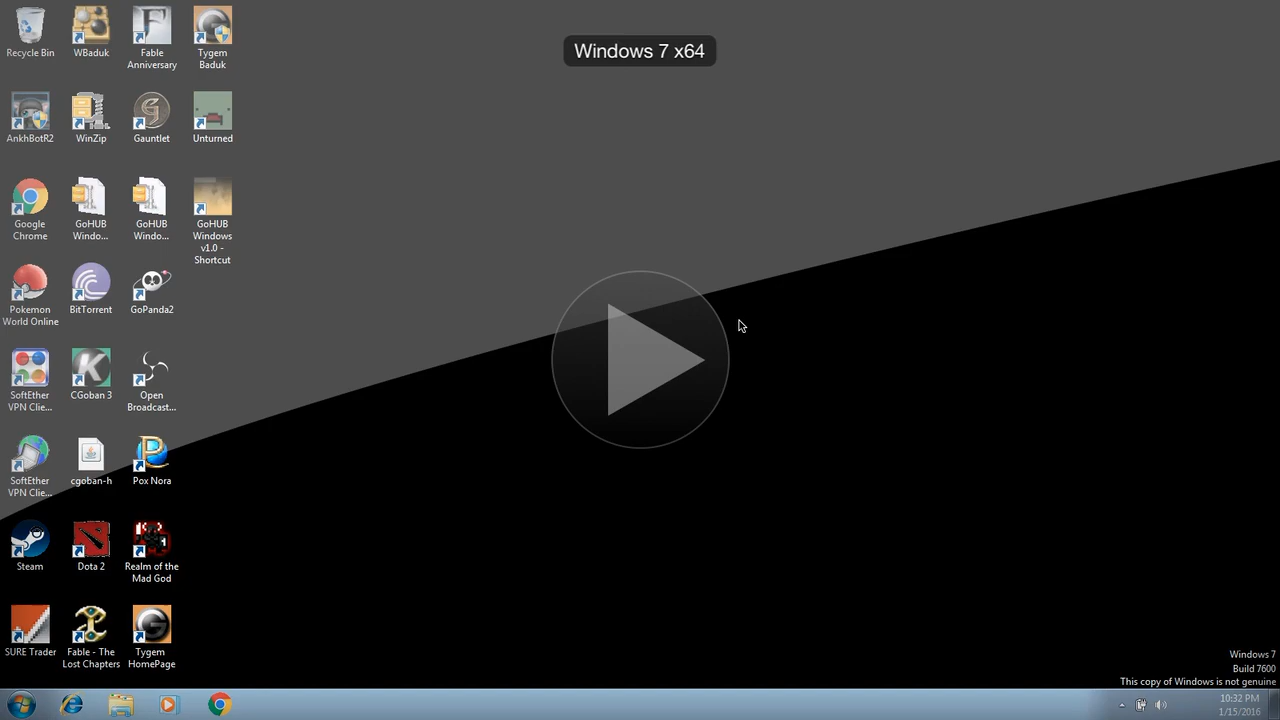 Windows 7 x64
Recycle Bin
WBaduk
Fable
Anniversary
Tygem
Baduk
AnkhBotR2
WinZip
Gauntlet
Unturned
Google
Chrome
GoHUB
Windo...
GoHUB
Windo...
GoHUB
Windows
v1.0 -
Shortcut
Pokemon
World Online
BitTorrent
GoPanda2
SoftEther
VPN Clie...
CGoban 3
Open
Broadcast...
SoftEther
VPN Clie...
cgoban-h
Pox Nora
Steam
Dota 2
Realm of the
Mad God
SURE Trader
Fable - The
Lost Chapters
Tygem
HomePage
Windows 7
Build 7600
This copy of Windows is not genuine
10:32 PM
1/15/2016